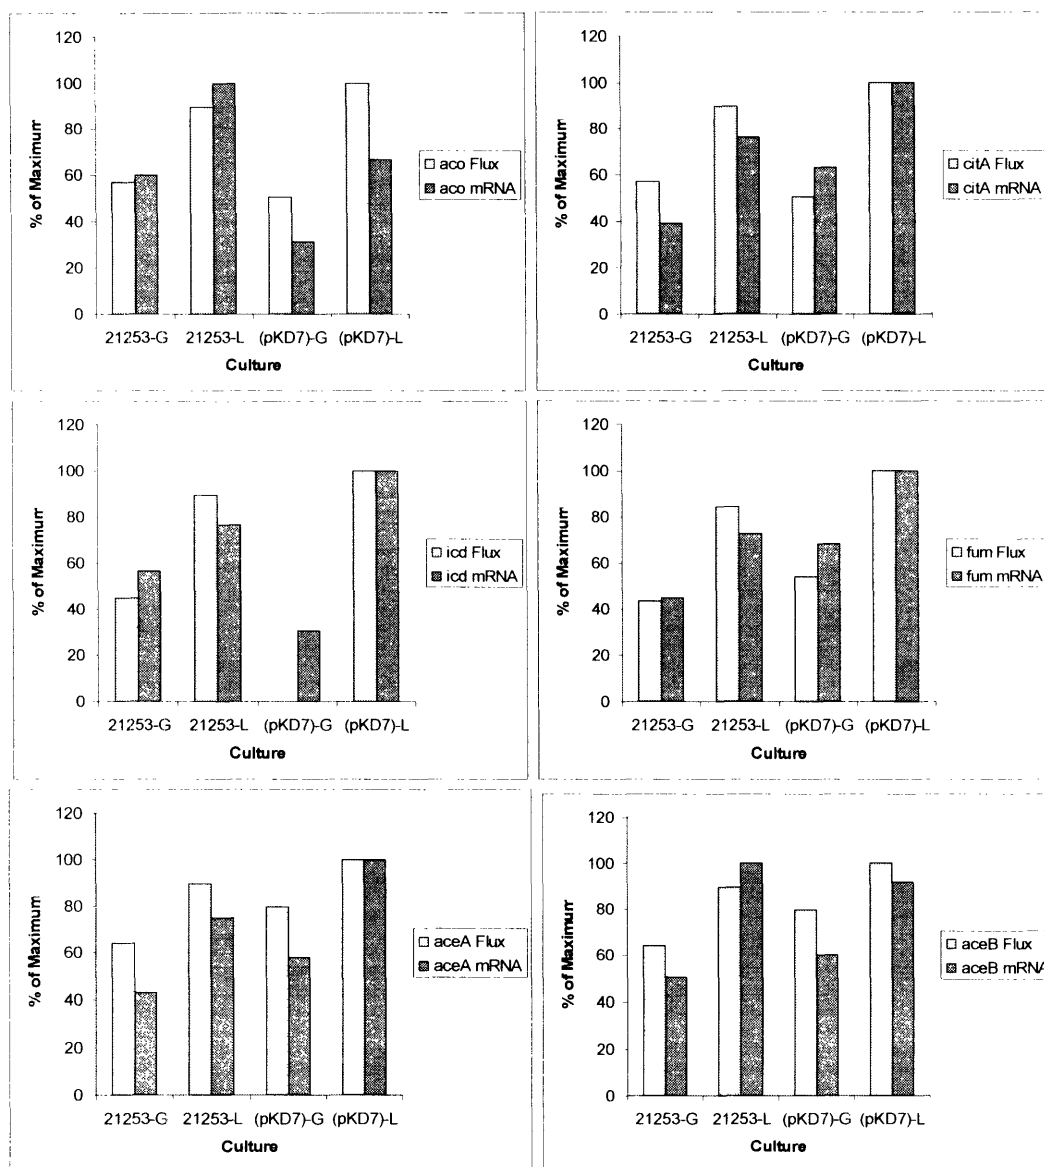 120
100
80
60
40
20
0
% of Maximum
21253-G 21253-L (pKD7)-G (pKD7)-L
Culture
aco Flux
aco mRNA
120
100
80
60
40
20
0
% of Maximum
21253-G 21253-L (pKD7)-G (pKD7)-L
Culture
citA Flux
citA mRNA
120
100
80
60
40
20
0
% of Maximum
21253-G 21253-L (pKD7)-G (pKD7)-L
Culture
icd Flux
icd mRNA
120
100
80
60
40
20
0
% of Maximum
21253-G 21253-L (pKD7)-G (pKD7)-L
Culture
fum Flux
fum mRNA
120
100
80
60
40
20
0
% of Maximum
21253-G 21253-L (pKD7)-G (pKD7)-L
Culture
aceA Flux
aceA mRNA
120
100
80
60
40
20
0
% of Maximum
21253-G 21253-L (pKD7)-G (pKD7)-L
Culture
aceB Flux
aceB mRNA